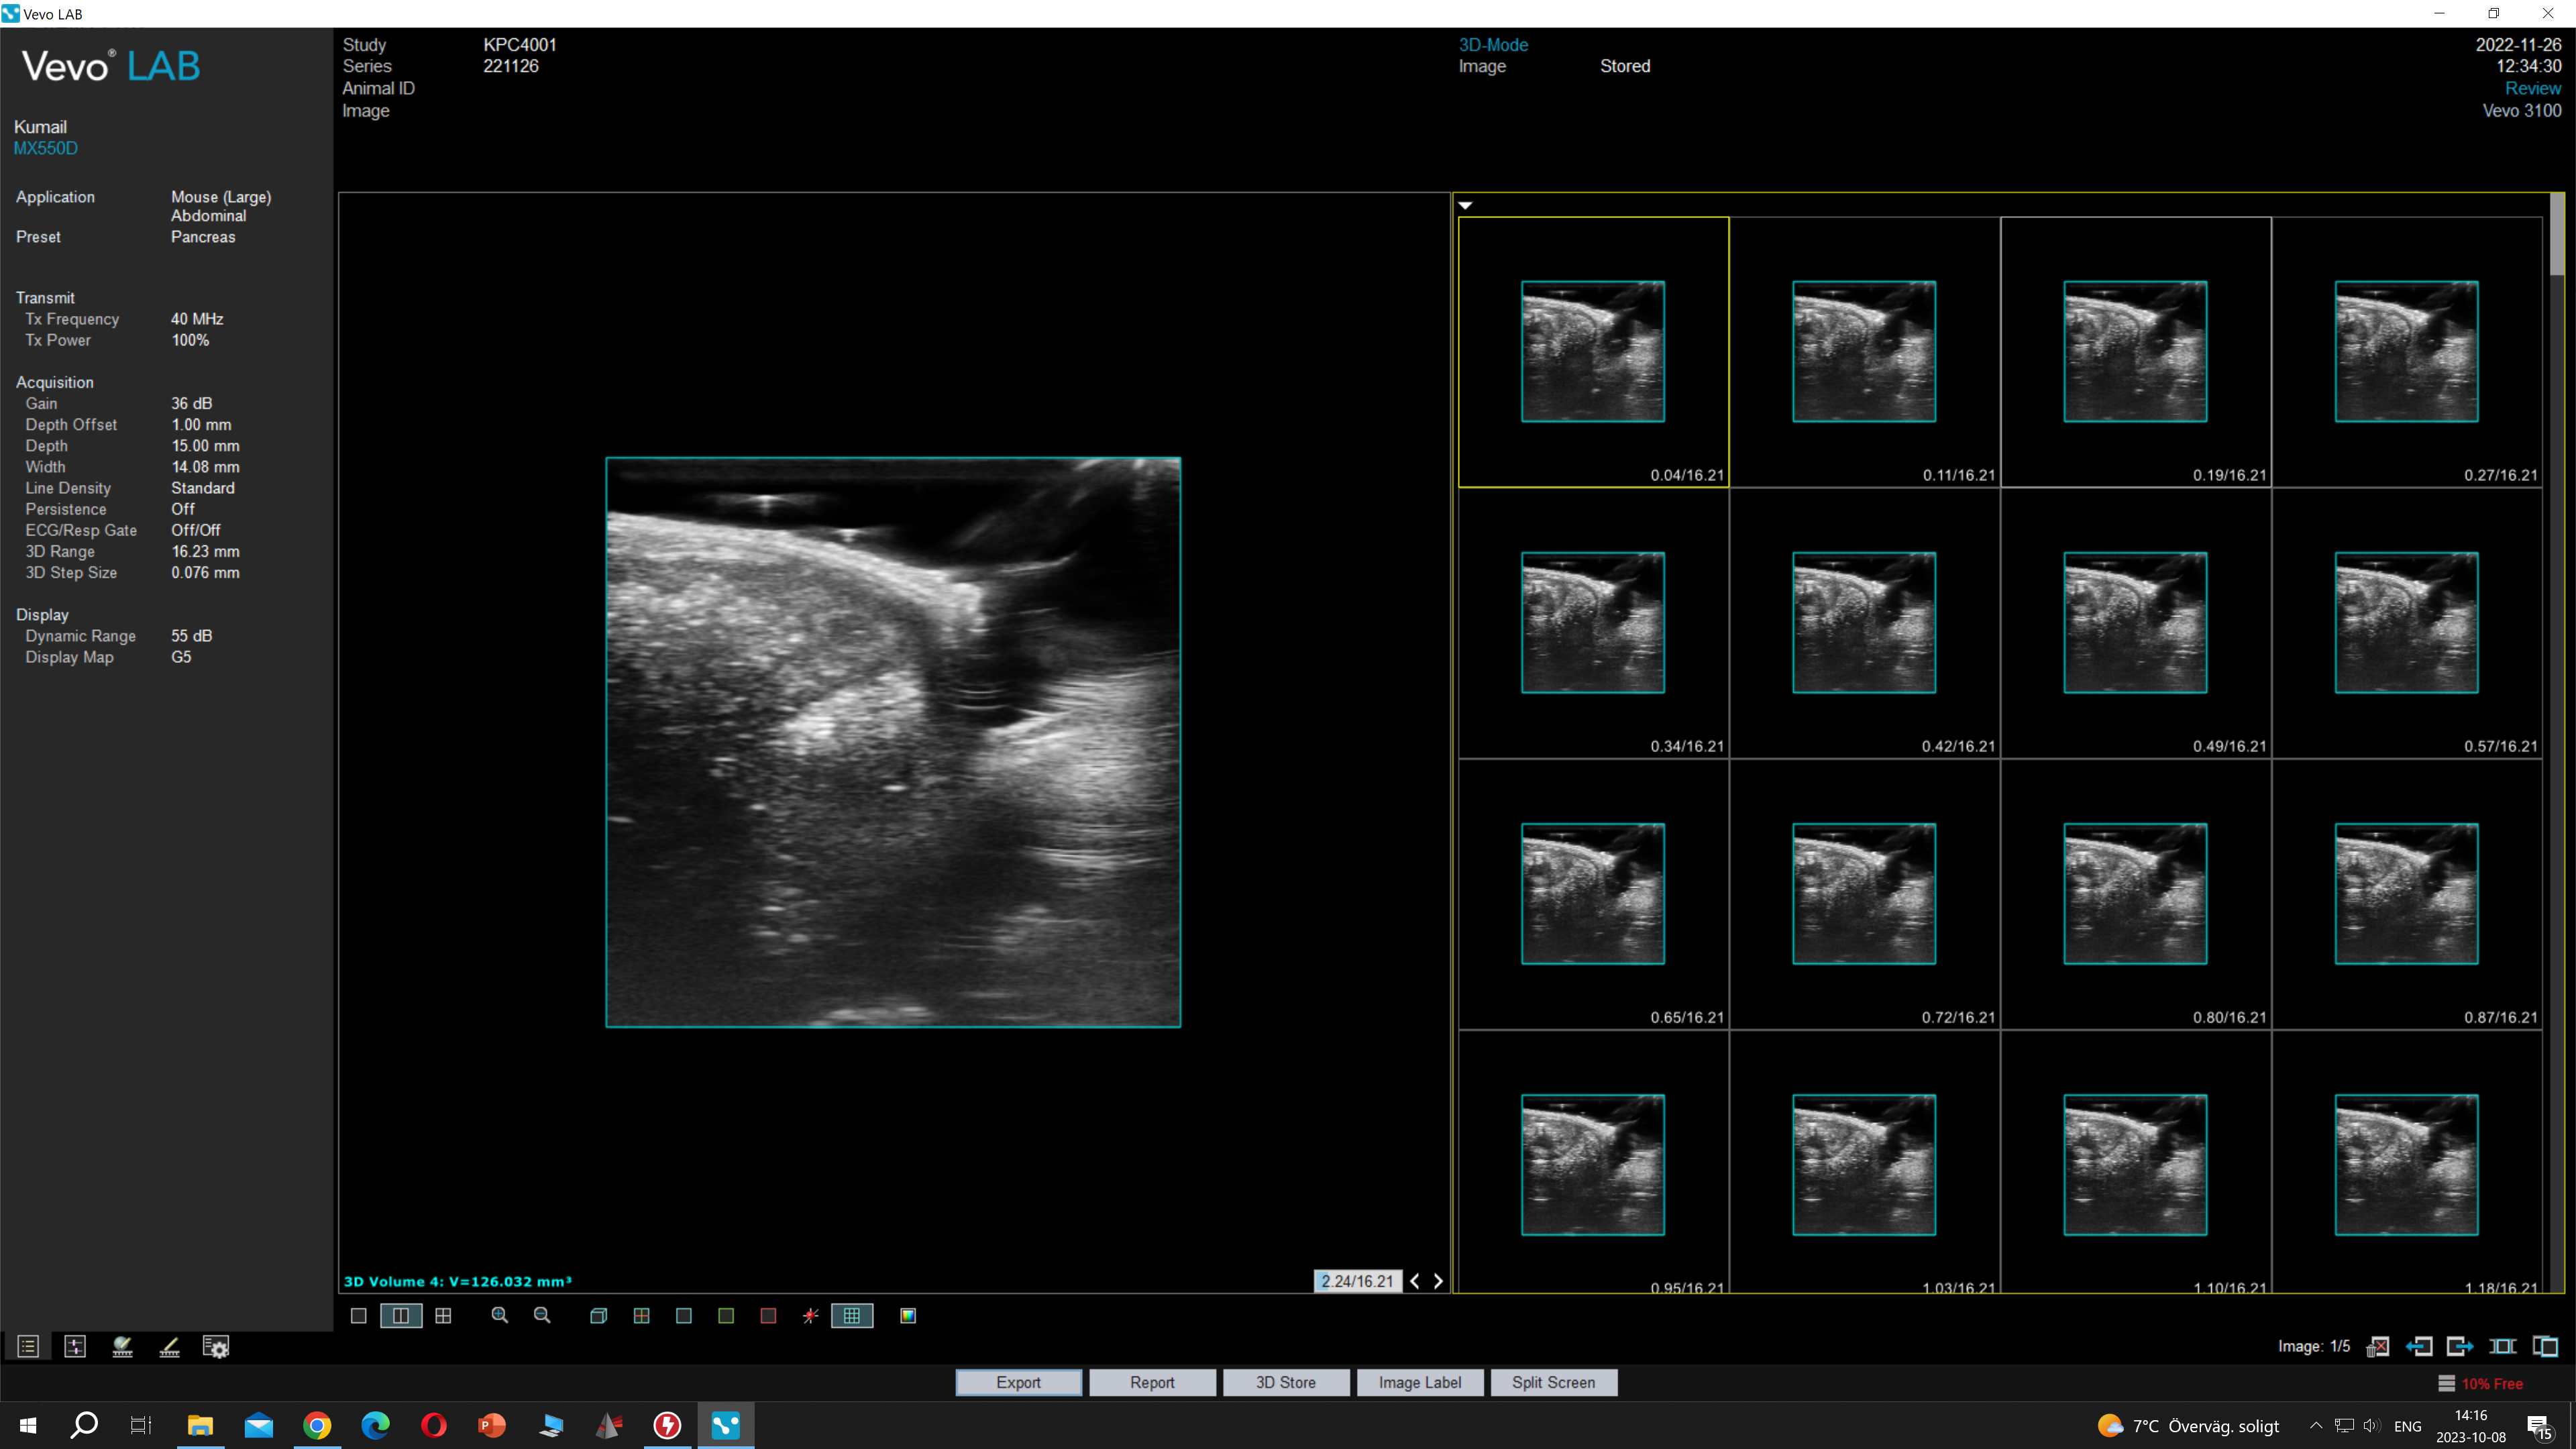 Vevo LAB
Vevo® LAB
Study KPC4001
Series 221126
Animal ID
Image
3D-Mode
Image Stored
2022-11-26
12:34:30
Review
Vevo 3100
Kumail
MX550D
Application Mouse (Large)
Abdominal
Preset Pancreas
Transmit
Tx Frequency 40 MHz
Tx Power 100%
Acquisition
Gain 36 dB
Depth Offset 1.00 mm
Depth 15.00 mm
Width 14.08 mm
Line Density Standard
Persistence Off
ECG/Resp Gate Off/Off
3D Range 16.23 mm
3D Step Size 0.076 mm
Display
Dynamic Range 55 dB
Display Map G5
0.04/16.21 0.11/16.21 0.19/16.21 0.27/16.21
0.34/16.21 0.42/16.21 0.49/16.21 0.57/16.21
0.65/16.21 0.72/16.21 0.80/16.21 0.87/16.21
0.95/16.21 1.03/16.21 1.10/16.21 1.18/16.21
3D Volume 4: V=126.032 mm³
2.24/16.21
Image: 1/5
Export Report 3D Store Image Label Split Screen
10% Free
7°C Överväg. soligt
ENG
14:16
2023-10-08
15